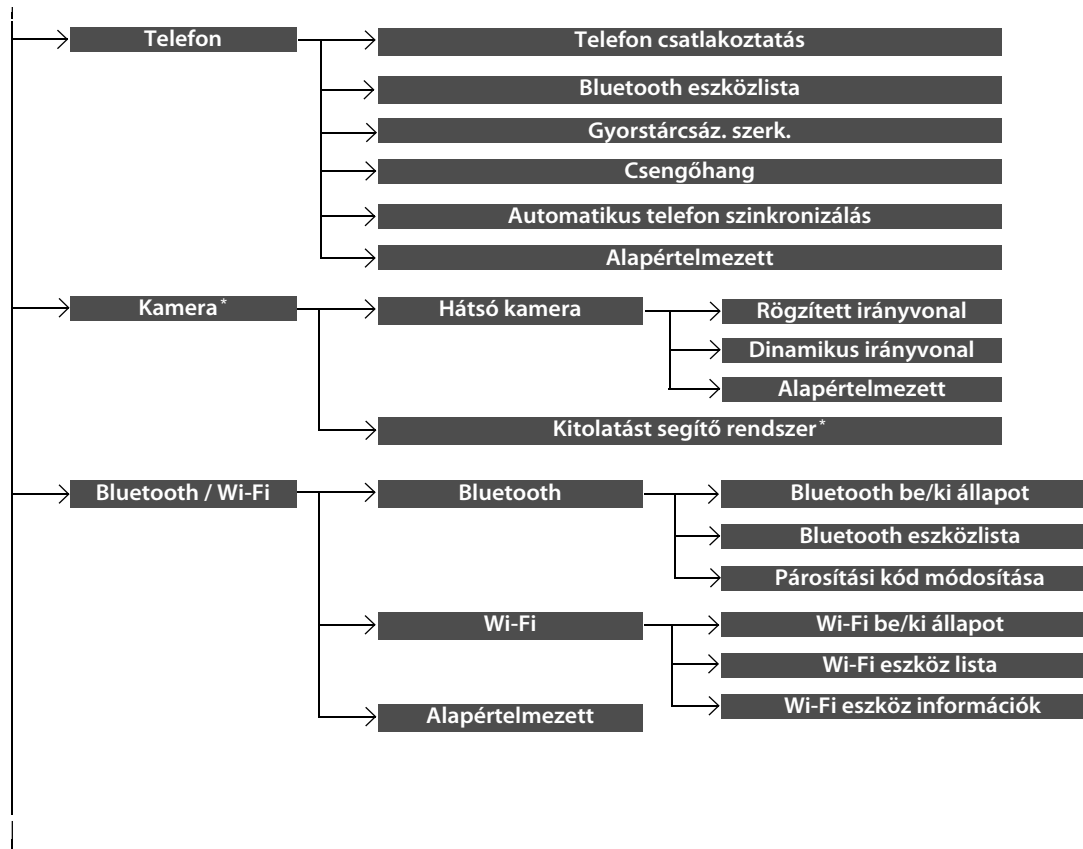 Telefon
Telefon csatlakoztatás
Bluetooth eszközlista
Gyorstárcsáz. szerk.
Csengőhang
Automatikus telefon szinkronizálás
Alapértelmezett
Kamera*
Hátsó kamera
Rögzített irányvonal
Dinamikus irányvonal
Alapértelmezett
Kitolatást segítő rendszer*
Bluetooth / Wi-Fi
Bluetooth
Bluetooth be/ki állapot
Bluetooth eszközlista
Párosítási kód módosítása
Wi-Fi
Wi-Fi be/ki állapot
Wi-Fi eszköz lista
Wi-Fi eszköz információk
Alapértelmezett